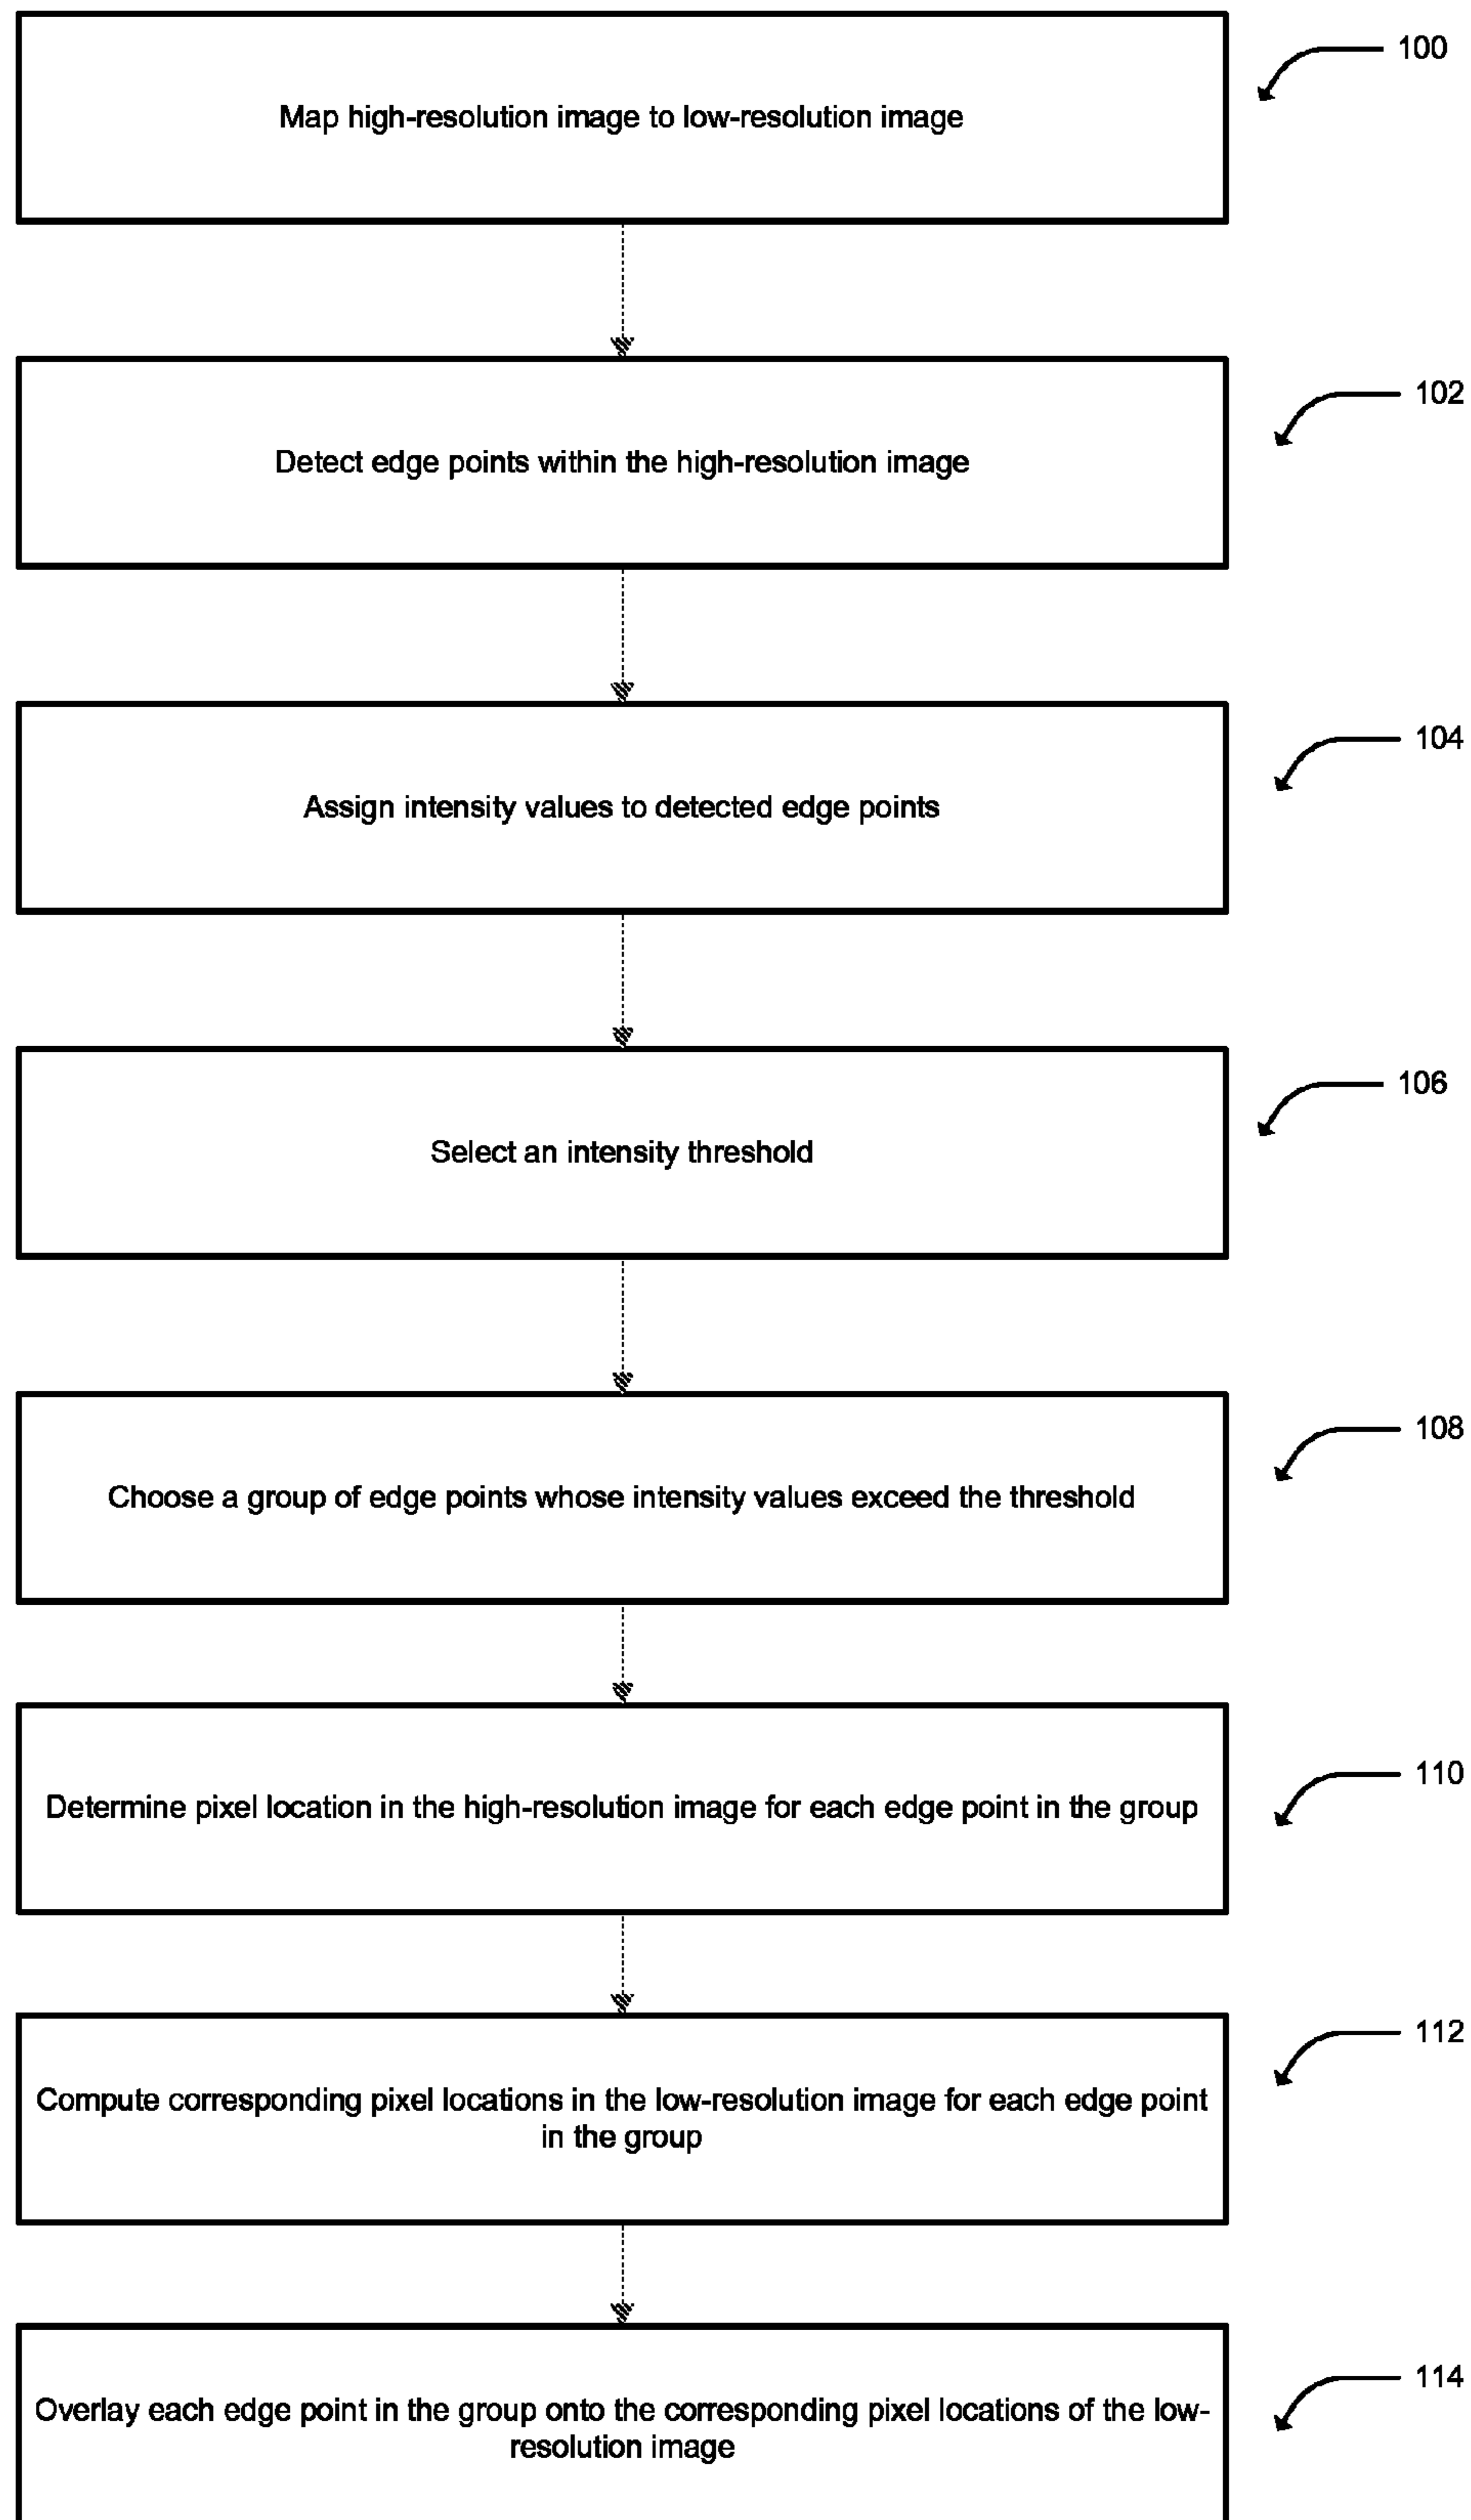 100
Map high-resolution image to low-resolution image
102
Detect edge points within the high-resolution image
104
Assign intensity values to detected edge points
106
Select an intensity threshold
108
Choose a group of edge points whose intensity values exceed the threshold
110
Determine pixel location in the high-resolution image for each edge point in the group
112
Compute corresponding pixel locations in the low-resolution image for each edge point
in the group
114
Overlay each edge point in the group onto the corresponding pixel locations of the low-
resolution image